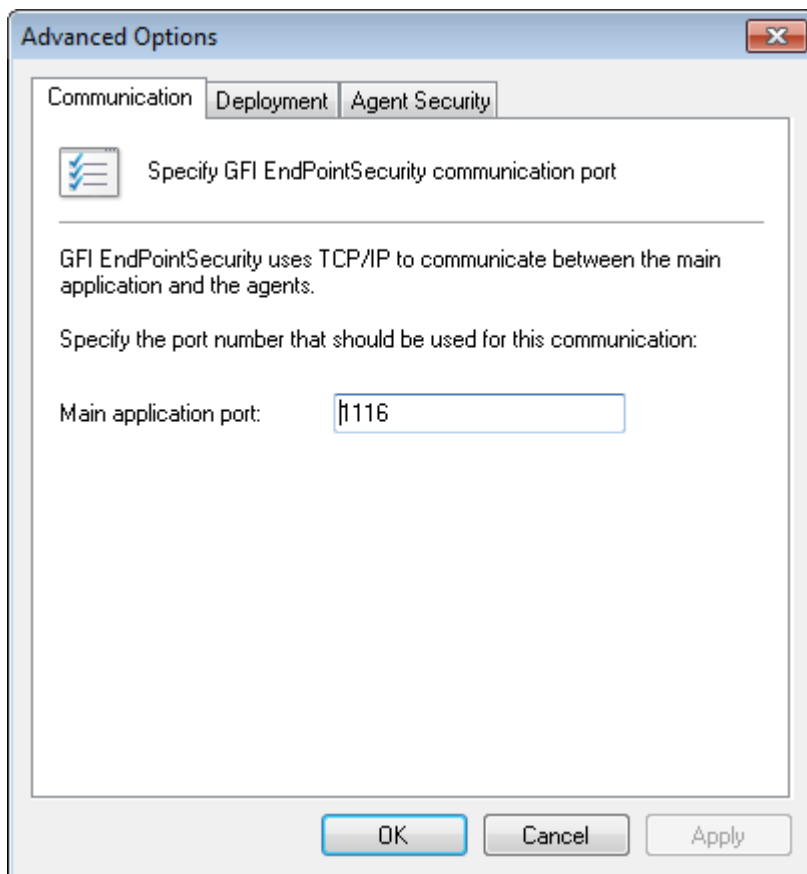 Advanced Options
Communication
Deployment
Agent Security
Specify GFI EndPointSecurity communication port
GFI EndPointSecurity uses TCP/IP to communicate between the main
application and the agents.
Specify the port number that should be used for this communication:
Main application port:
1116
OK
Cancel
Apply